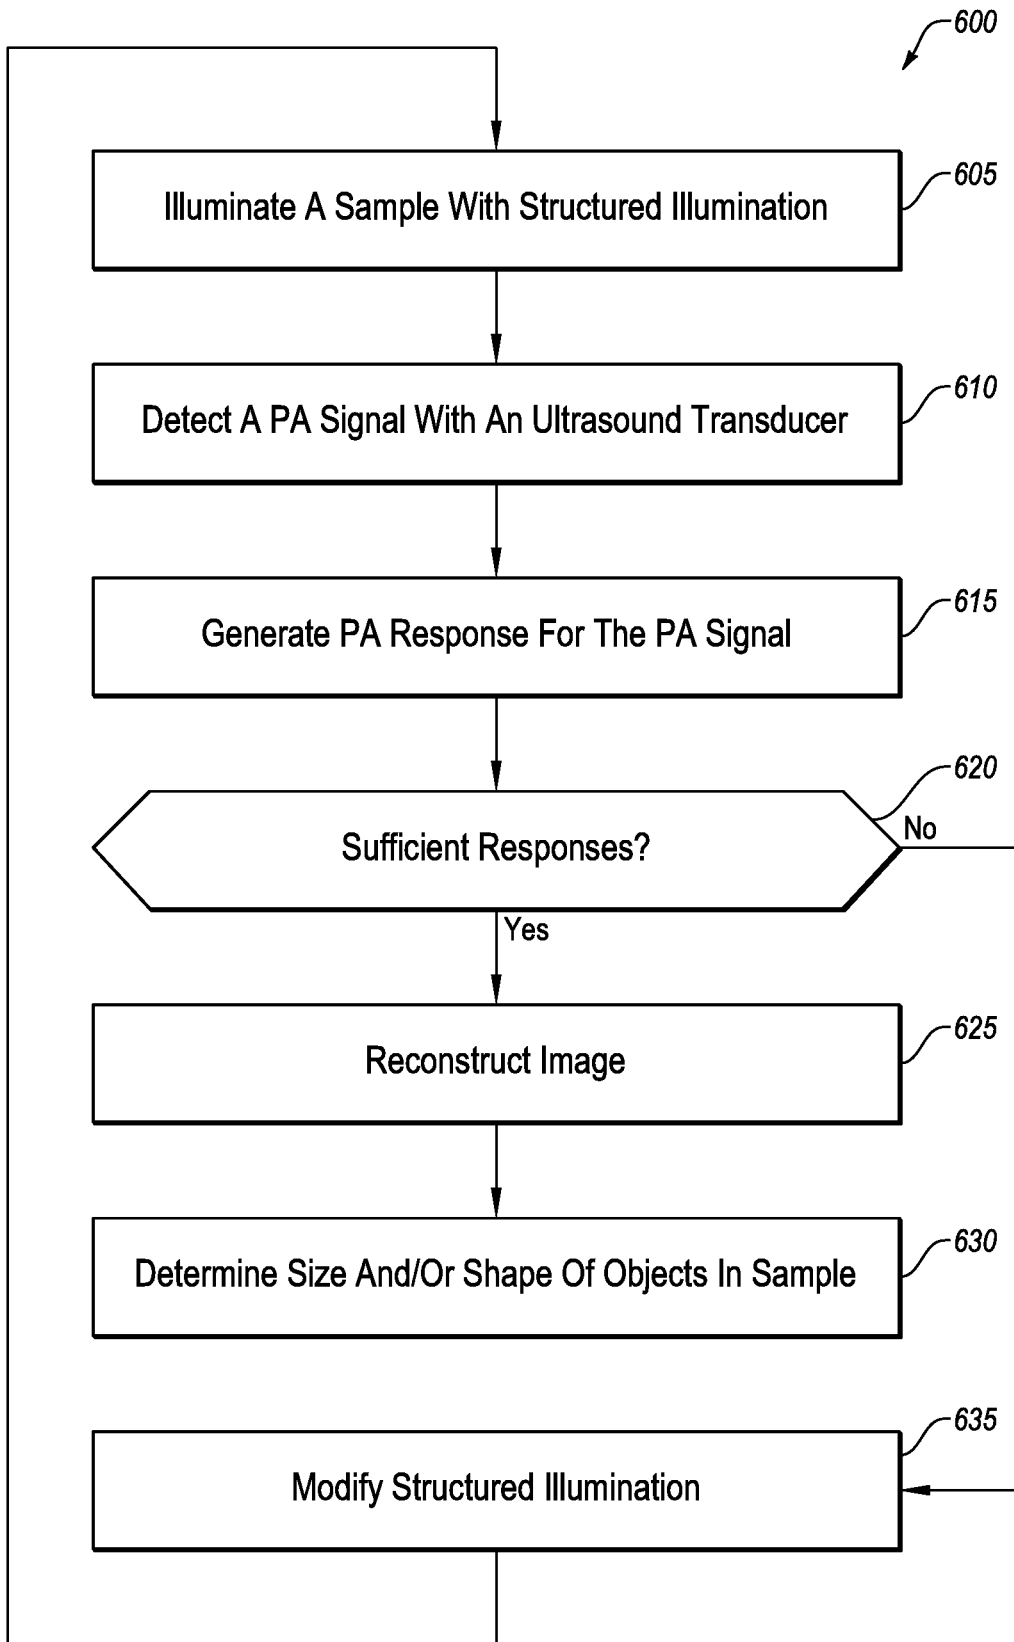 600
Illuminate A Sample With Structured Illumination
605
Detect A PA Signal With An Ultrasound Transducer
610
Generate PA Response For The PA Signal
615
Sufficient Responses?
620
No
Yes
Reconstruct Image
625
Determine Size And/Or Shape Of Objects In Sample
630
Modify Structured Illumination
635